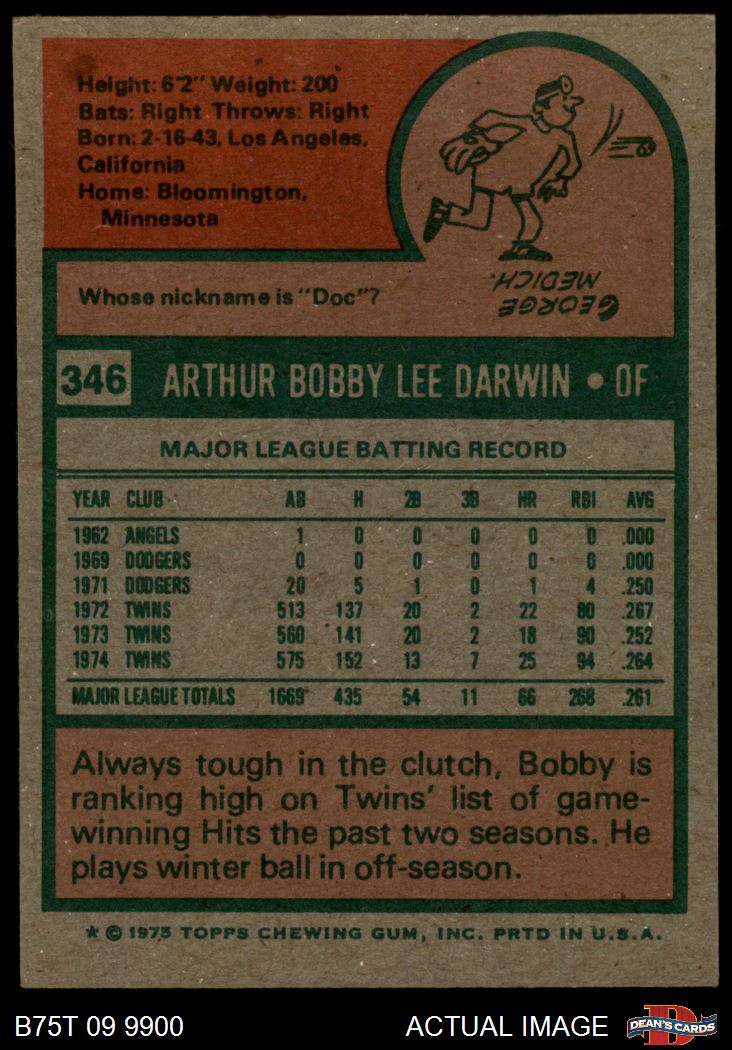 Height: 6'2" Weight: 200
Bats: Right Throws: Right
Born: 2-16-43, Los Angeles,
California
Home: Bloomington,
Minnesota
Whose nickname is "Doc"?
GEORGE
MEDICH.
346 ARTHUR BOBBY LEE DARWIN • OF
MAJOR LEAGUE BATTING RECORD
YEAR CLUB AB H 2B 3B HR RBI AVG
1962 ANGELS 1 0 0 0 0 0 .000
1969 DODGERS 0 0 0 0 0 0 .000
1971 DODGERS 20 5 1 0 1 4 .250
1972 TWINS 513 137 20 2 22 80 .267
1973 TWINS 560 141 20 2 18 90 .252
1974 TWINS 575 152 13 7 25 94 .264
MAJOR LEAGUE TOTALS 1669 435 54 11 66 268 .261
Always tough in the clutch, Bobby is
ranking high on Twins' list of game-
winning Hits the past two seasons. He
plays winter ball in off-season.
* © 1975 TOPPS CHEWING GUM, INC. PRTD IN U.S.A.
B75T 09 9900 ACTUAL IMAGE DEAN'S CARDS